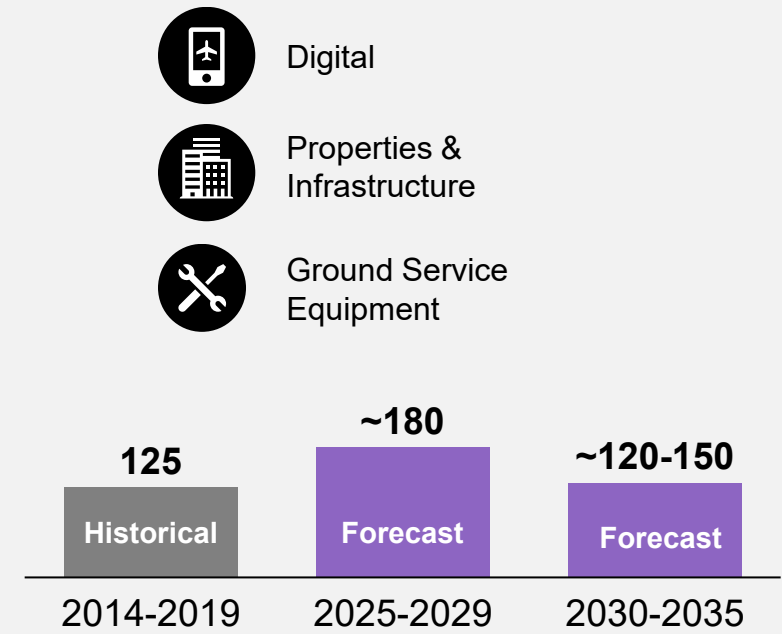 Digital
Properties &
Infrastructure
Ground Service
Equipment
125
~180
~120-150
Historical
Forecast
Forecast
2014-2019
2025-2029
2030-2035